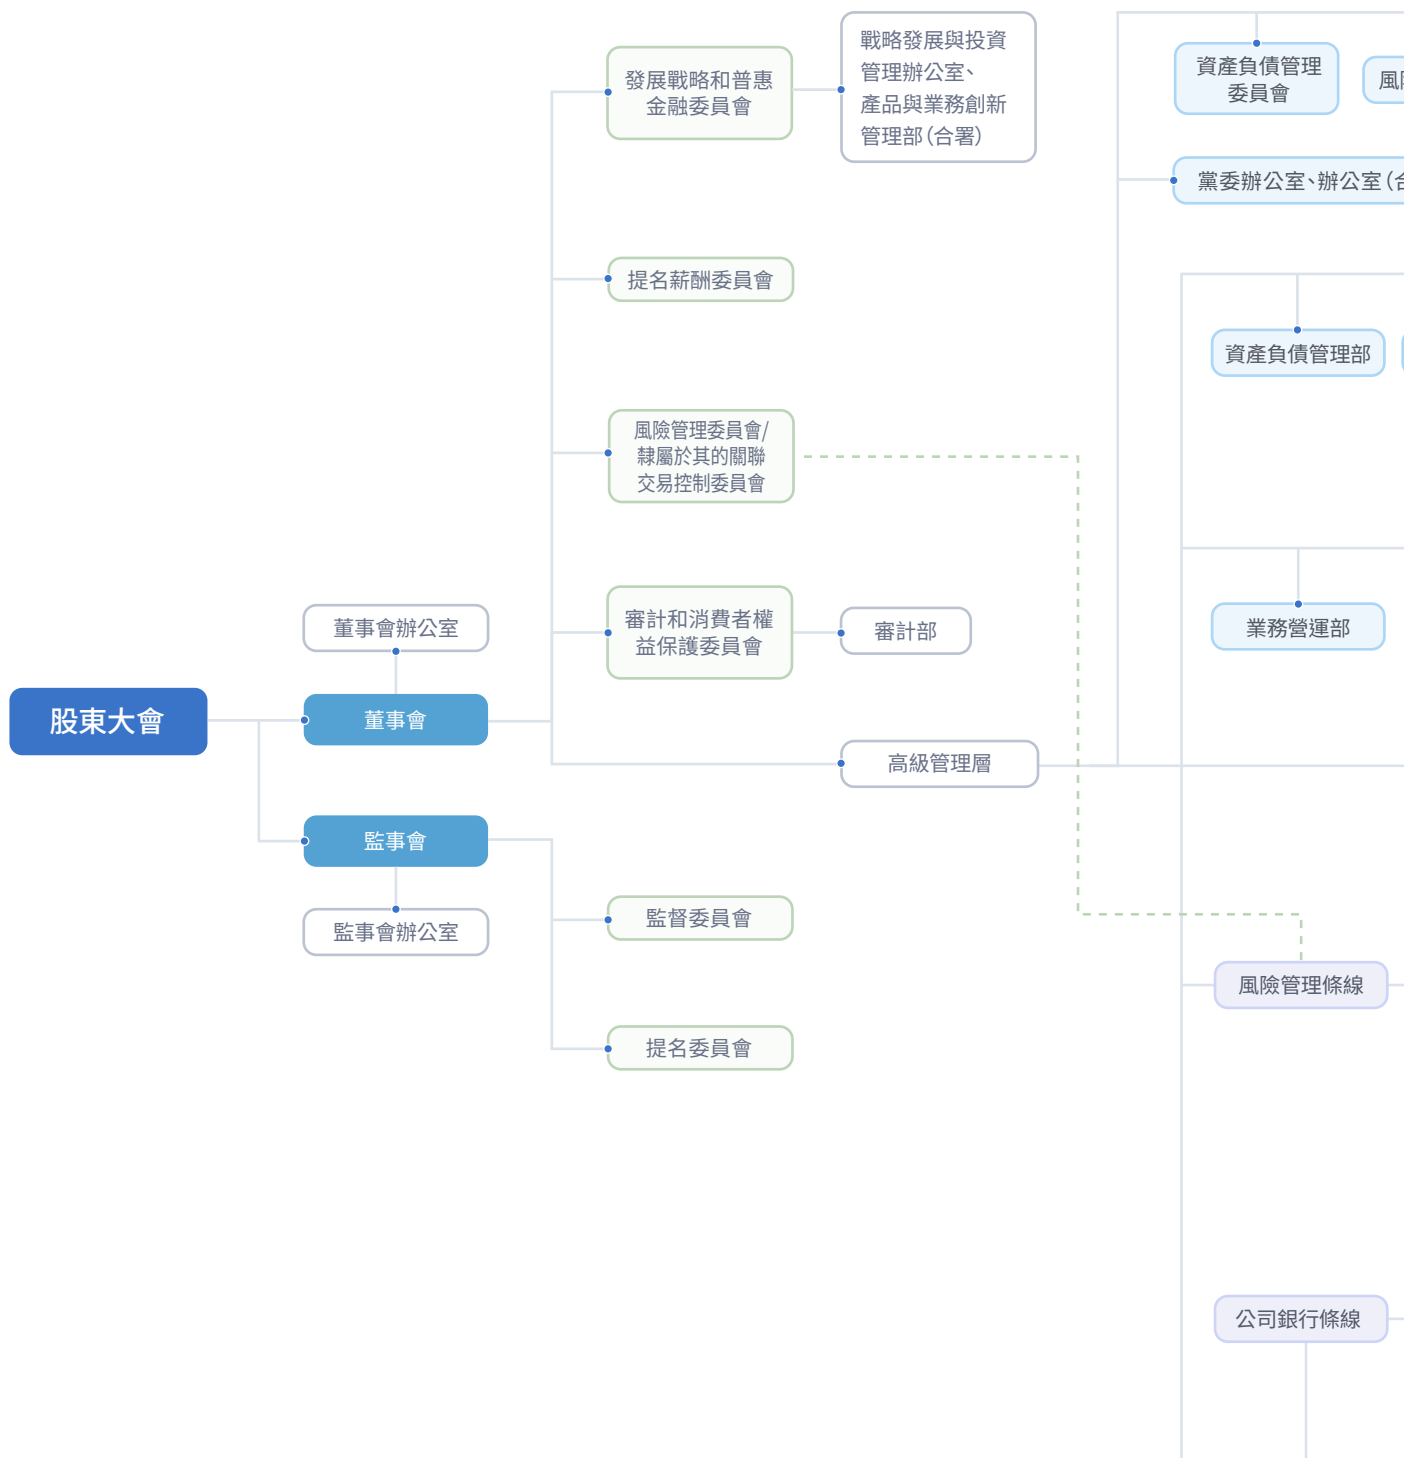 股東大會
董事會辦公室
董事會
監事會
監事會辦公室
發展戰略和普惠
金融委員會
提名薪酬委員會
風險管理委員會/
隸屬於其的關聯
交易控制委員會
審計和消費者權
益保護委員會
監督委員會
提名委員會
戰略發展與投資
管理辦公室、
產品與業務創新
管理部(合署)
審計部
高級管理層
資產負債管理
委員會
風
黨委辦公室、辦公室(
資產負債管理部
業務營運部
風險管理條線
公司銀行條線